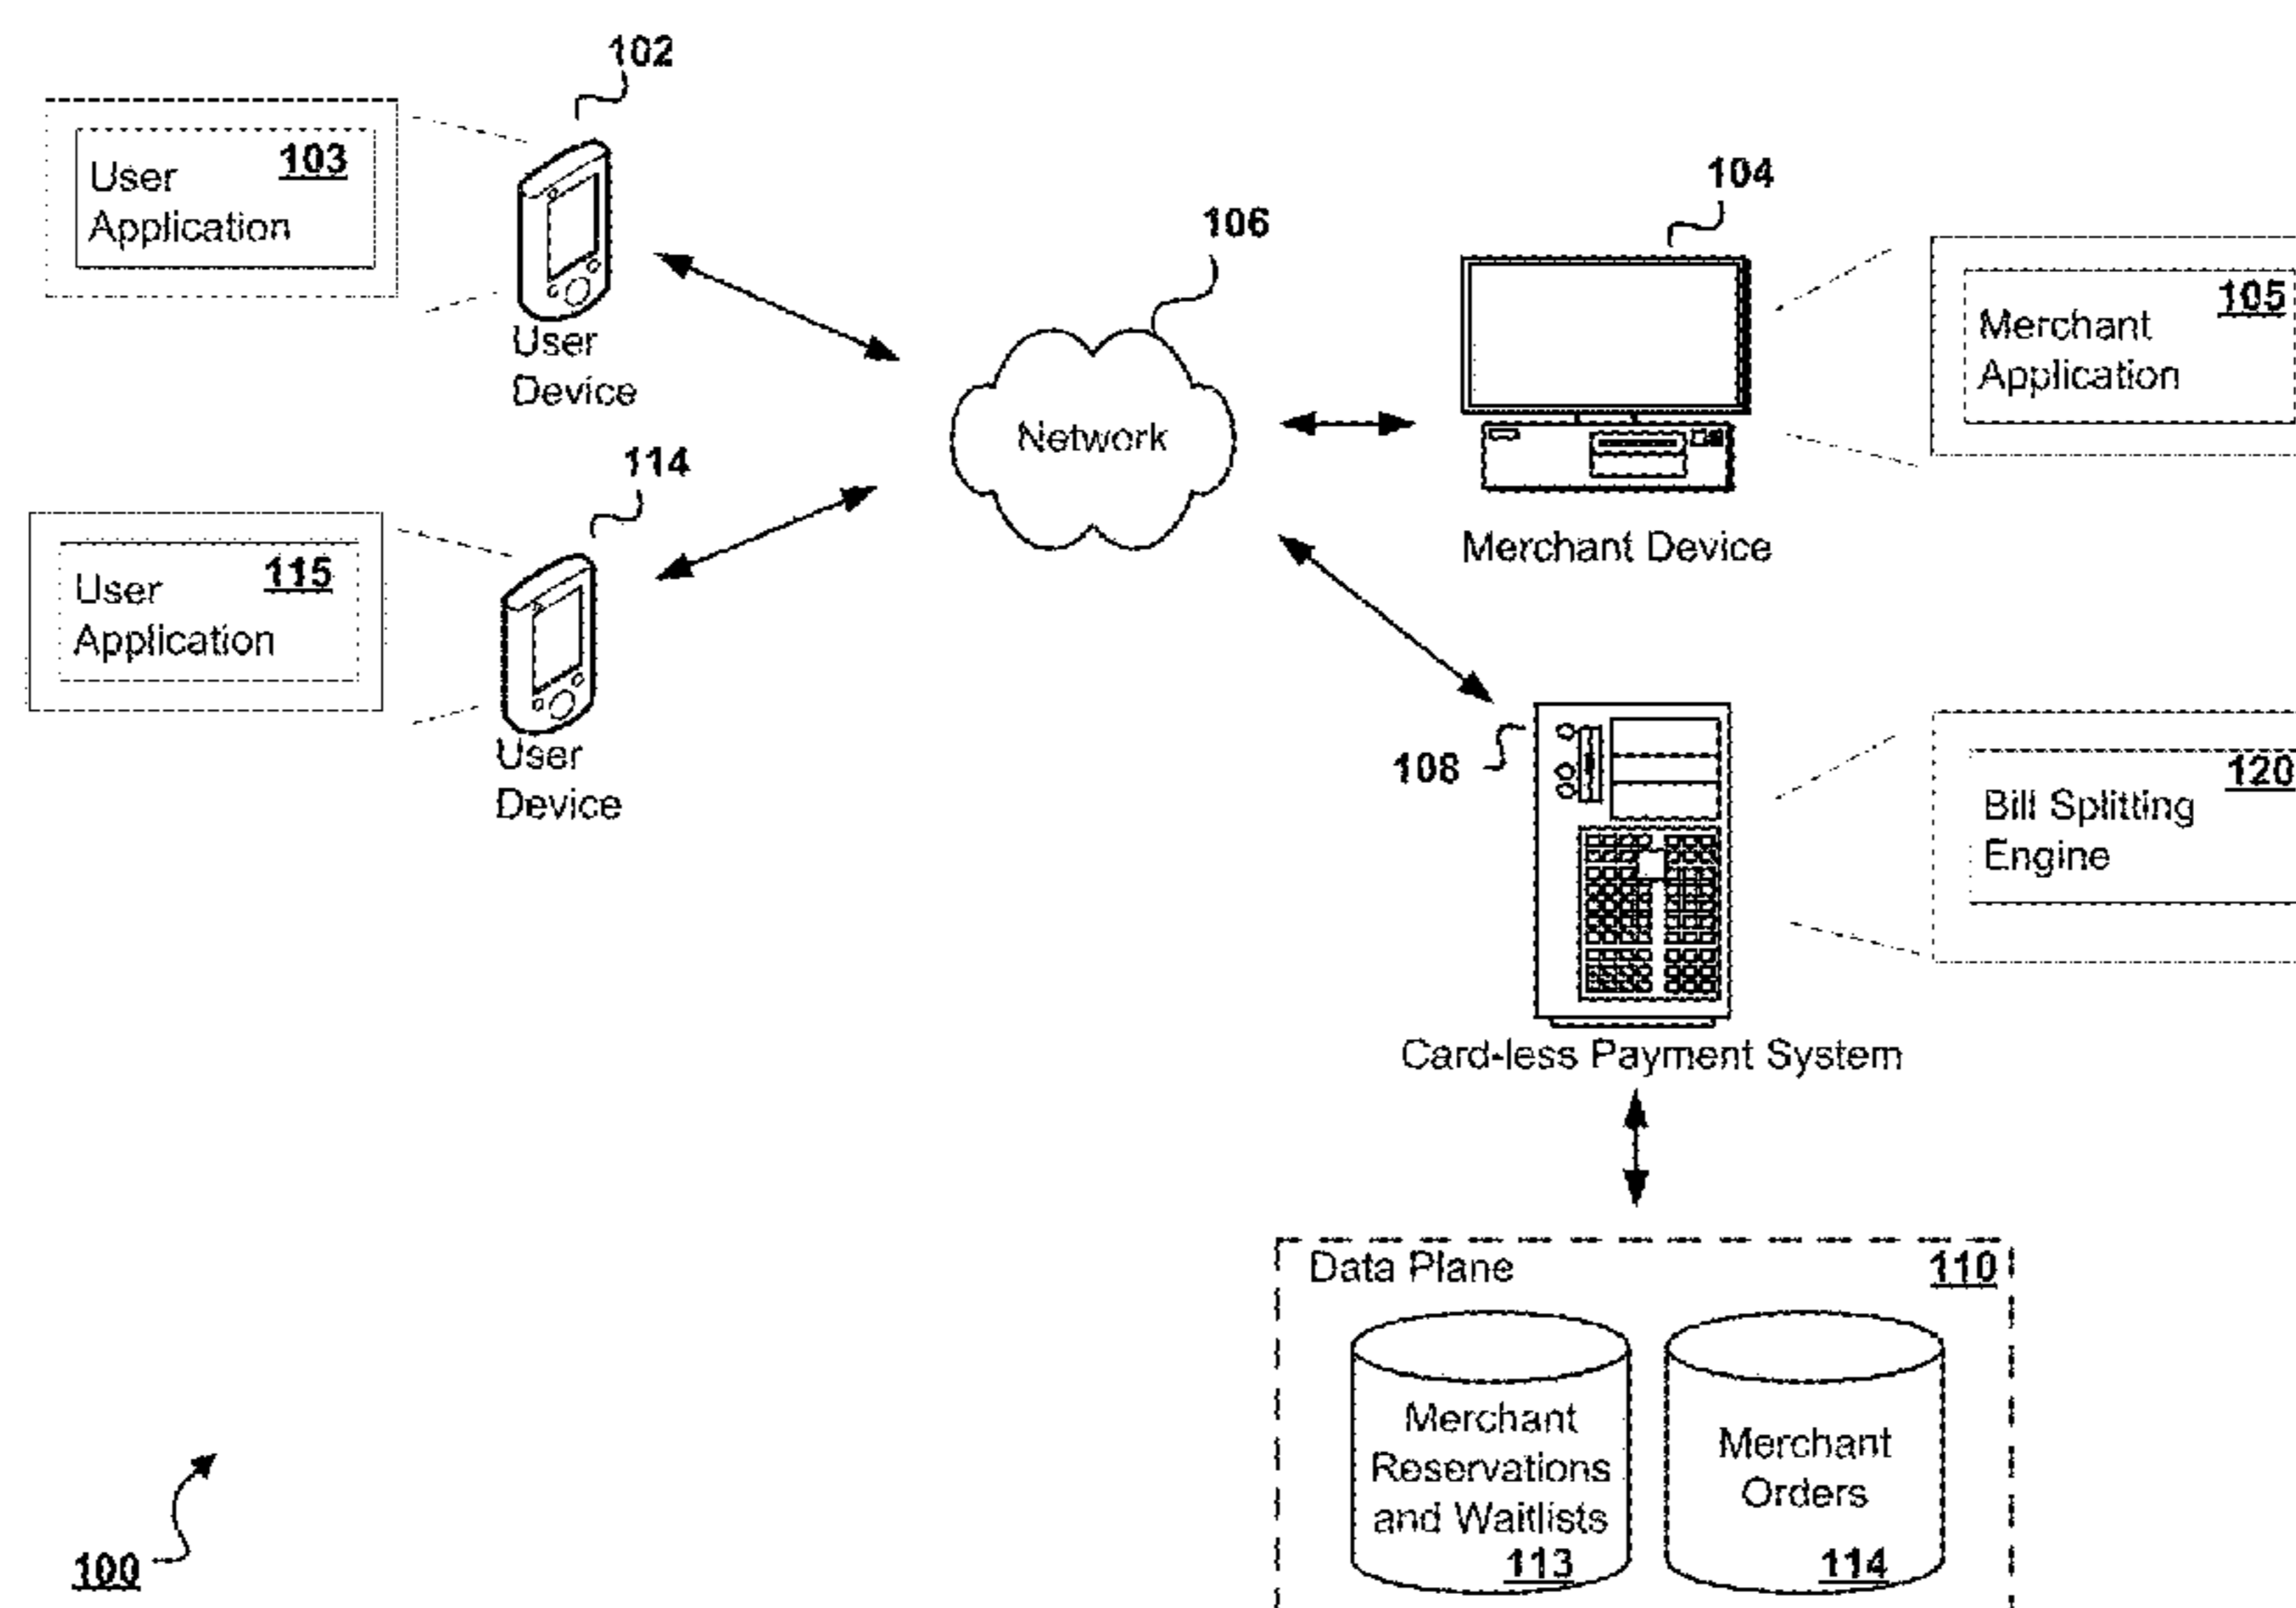 102
103
User
Application
User
Device
104
106
105
Merchant
Application
Network
Merchant Device
114
115
User
Application
User
Device
108
120
Bill Splitting
Engine
Card-less Payment System
Data Plane
110
Merchant
Reservations
and Waitlists
113
Merchant
Orders
114
100